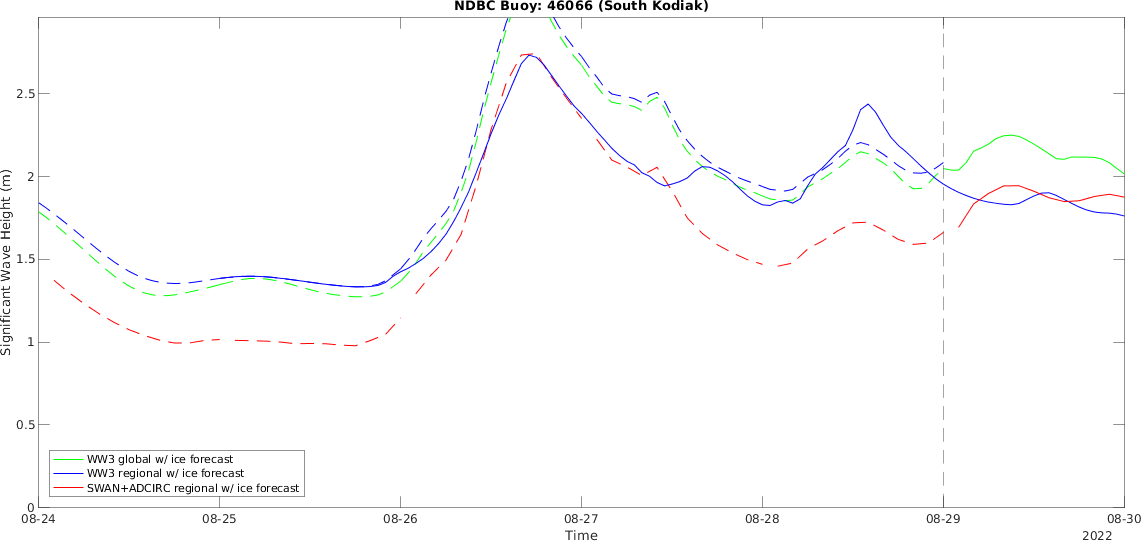 NDBC Buoy: 46066 (South Kodiak)
Significant Wave Height (m)
2.5
2
1.5
1
0.5
0
WW3 global w/ ice forecast
WW3 regional w/ ice forecast
SWAN+ADCIRC regional w/ ice forecast
08-24 08-25 08-26 08-27 08-28 08-29 08-30
Time
2022